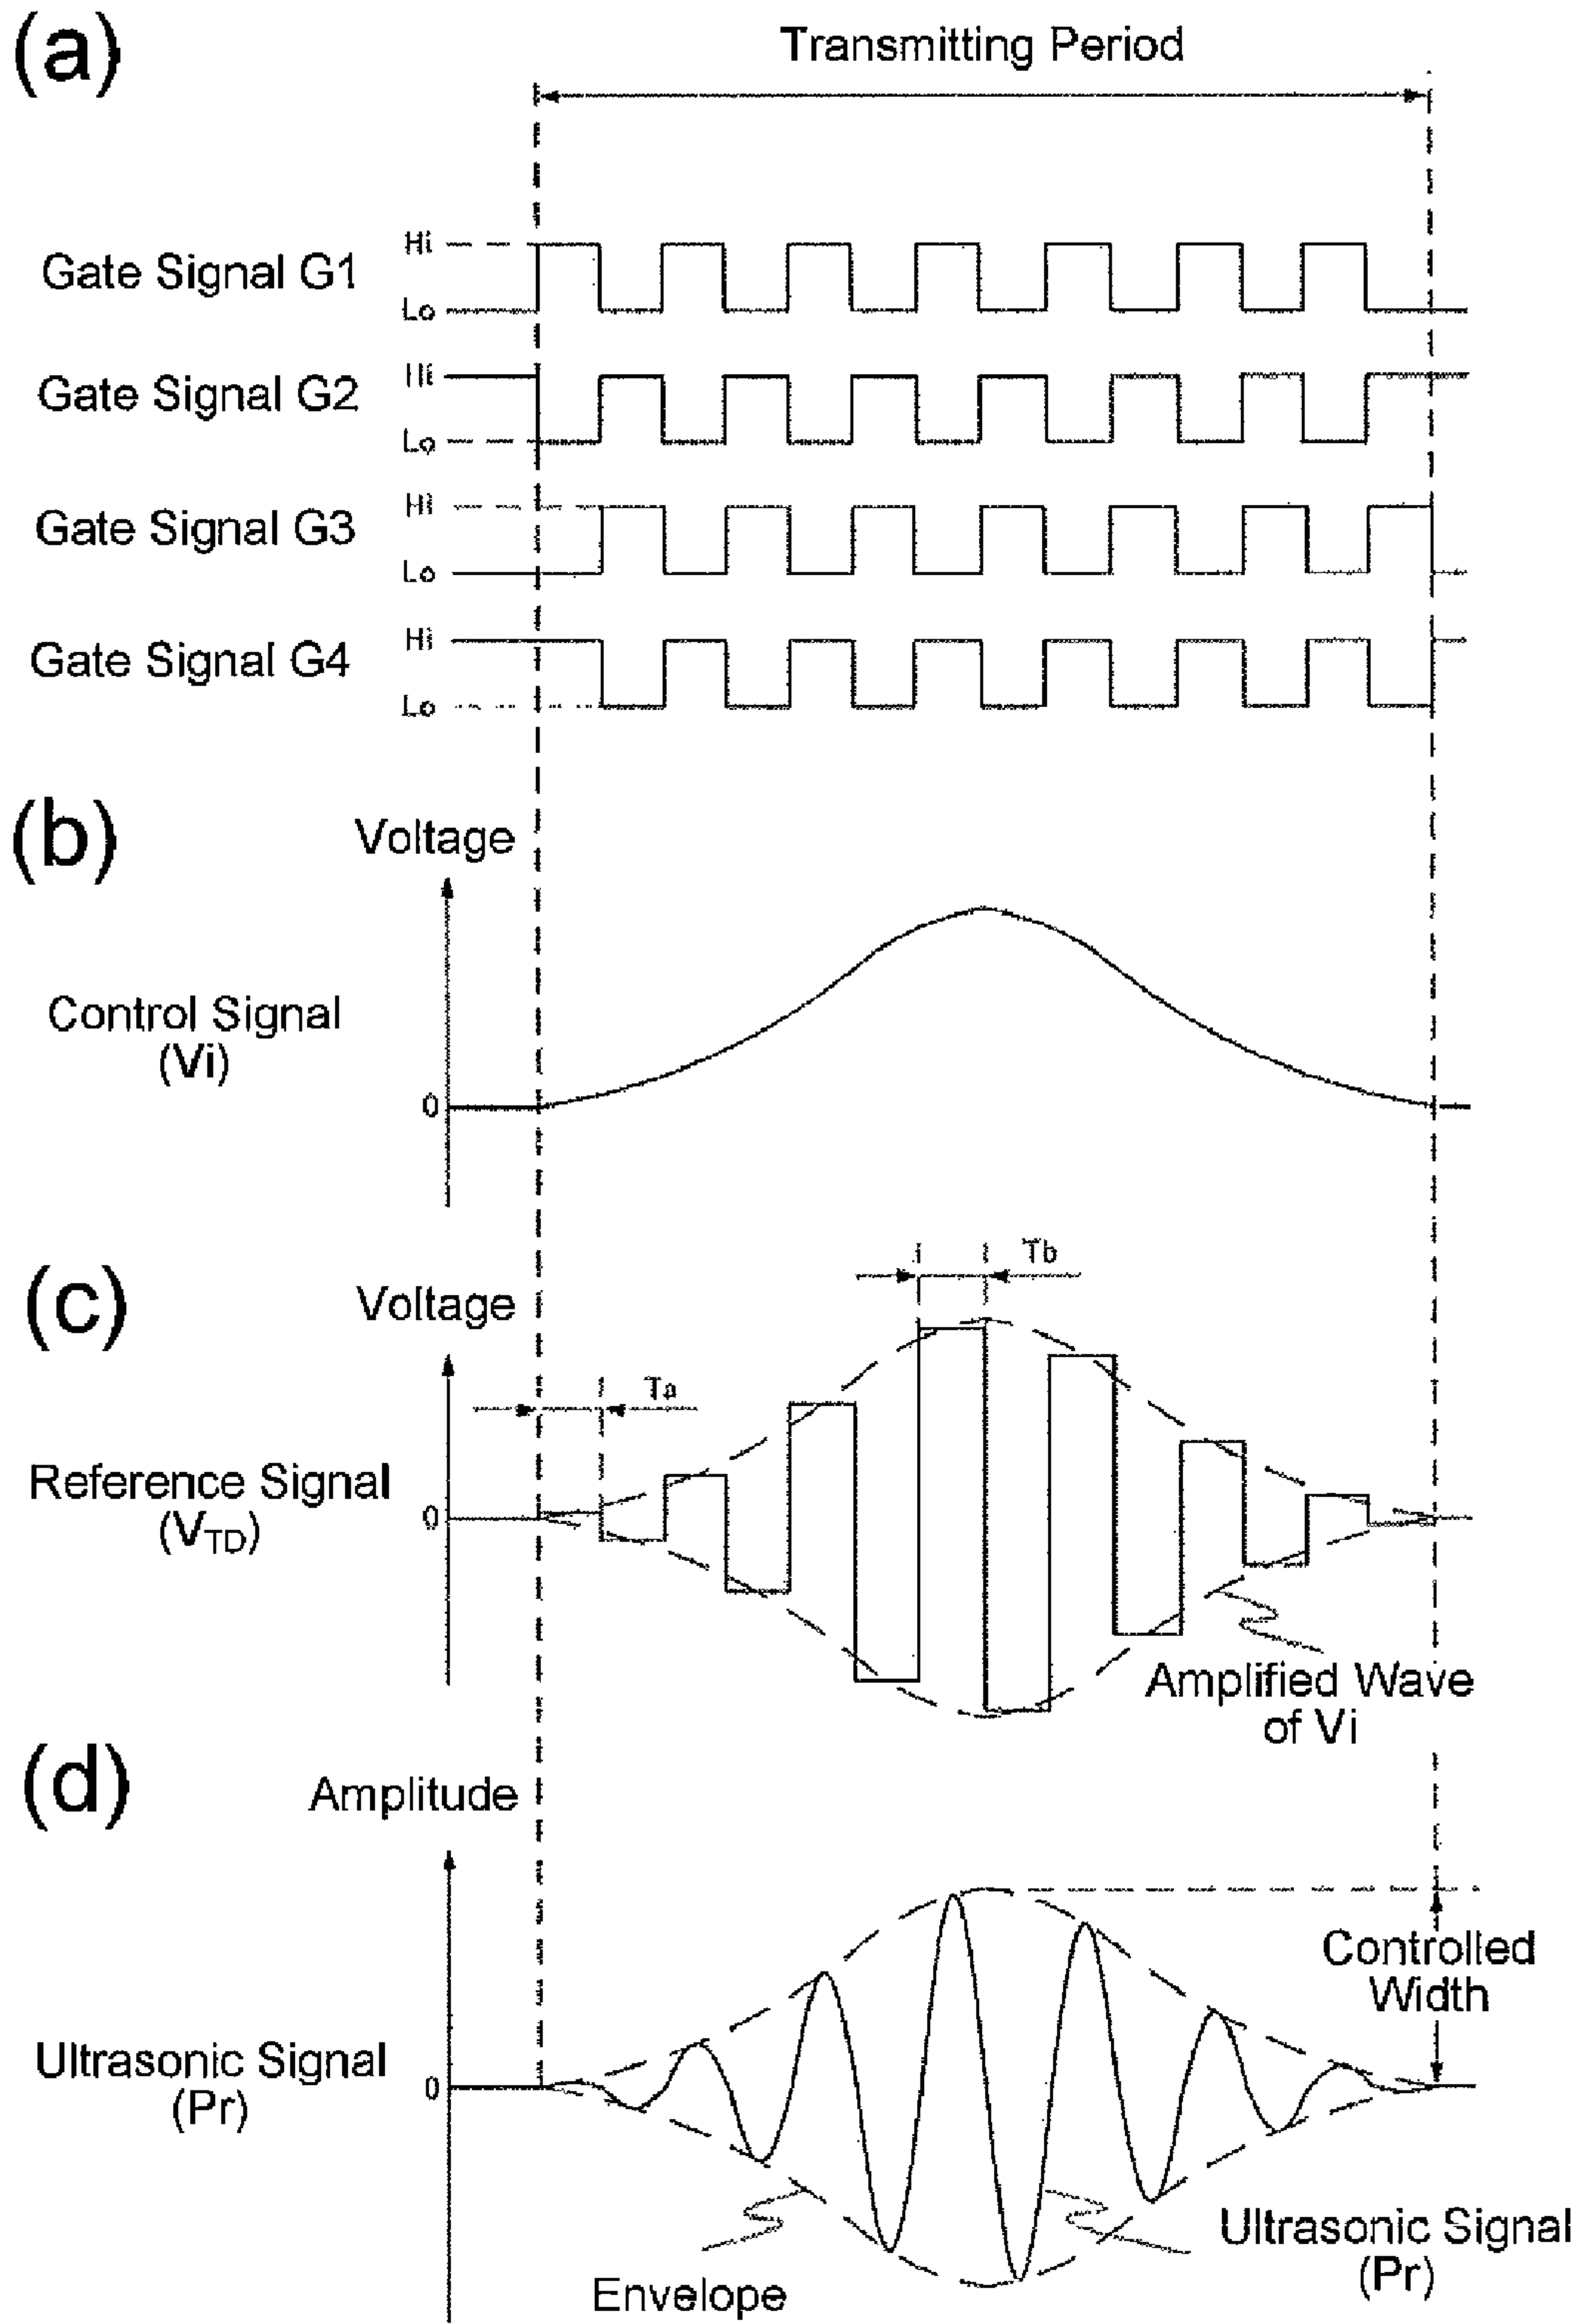 (a)
Transmitting Period
Gate Signal G1
Hi
Lo
Gate Signal G2
Hi
Lo
Gate Signal G3
Hi
Lo
Gate Signal G4
Hi
Lo
(b)
Voltage
Control Signal
(Vi)
0
(c)
Voltage
Ta
Tb
Reference Signal
(VTD)
0
Amplified Wave
of Vi
(d)
Amplitude
Controlled
Width
Ultrasonic Signal
(Pr)
0
Envelope
Ultrasonic Signal
(Pr)